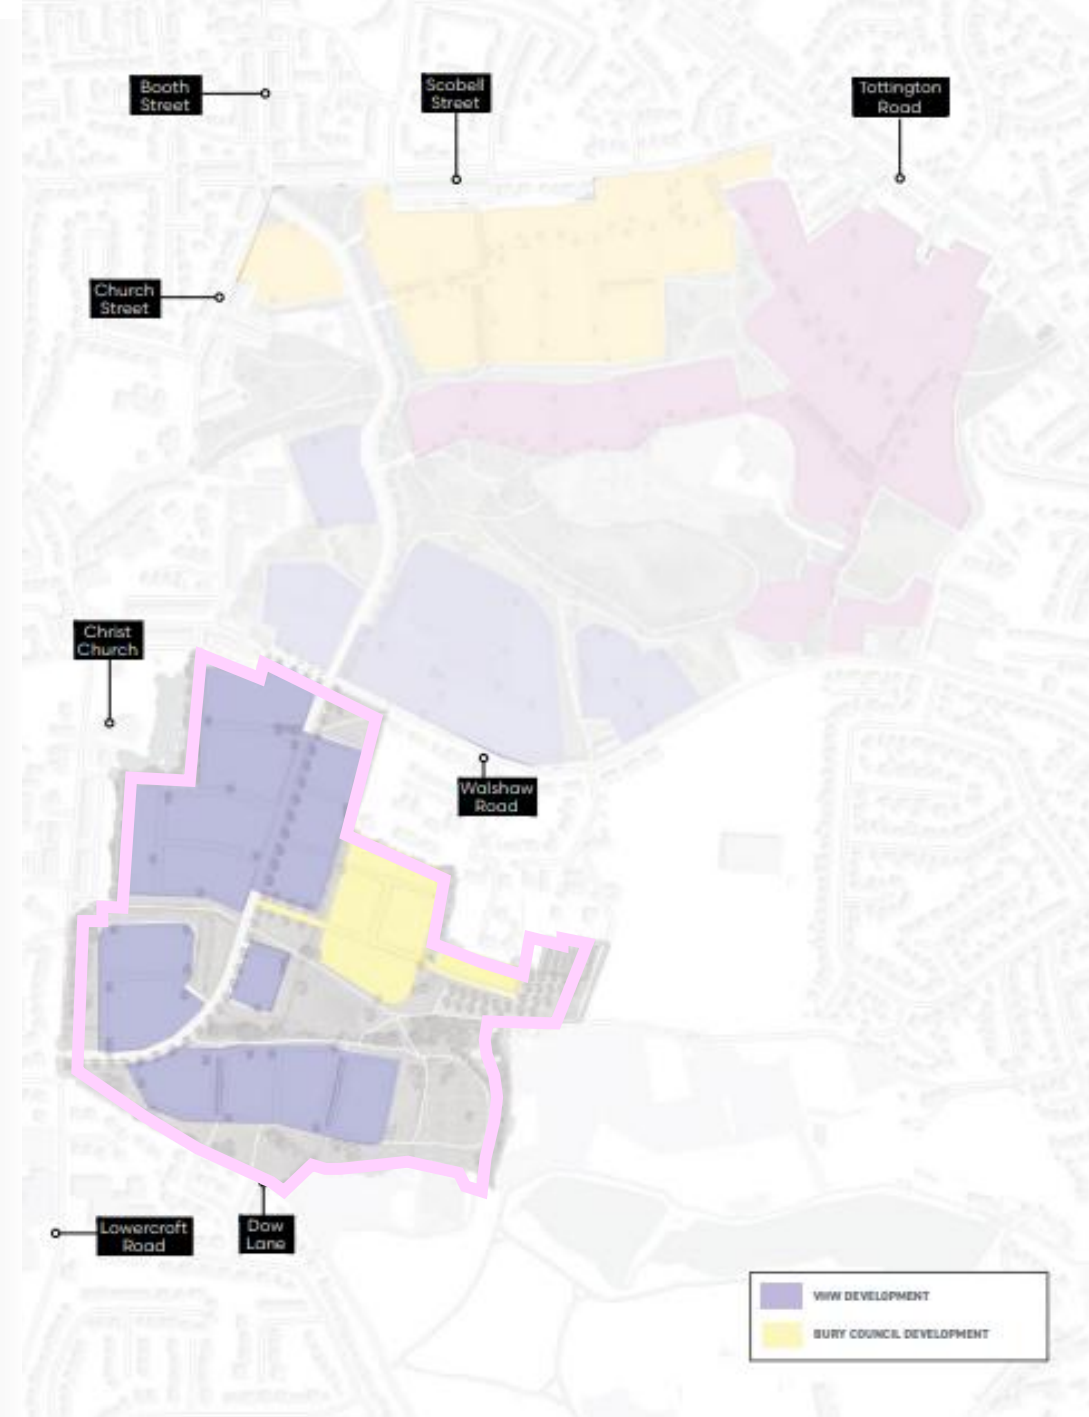 Booth
Street
Scobell
Street
Tottington
Road
Church
Street
Christ
Church
Walshaw
Road
Lowercroft
Road
Dow
Lane
VHW DEVELOPMENT
BURY COUNCIL DEVELOPMENT